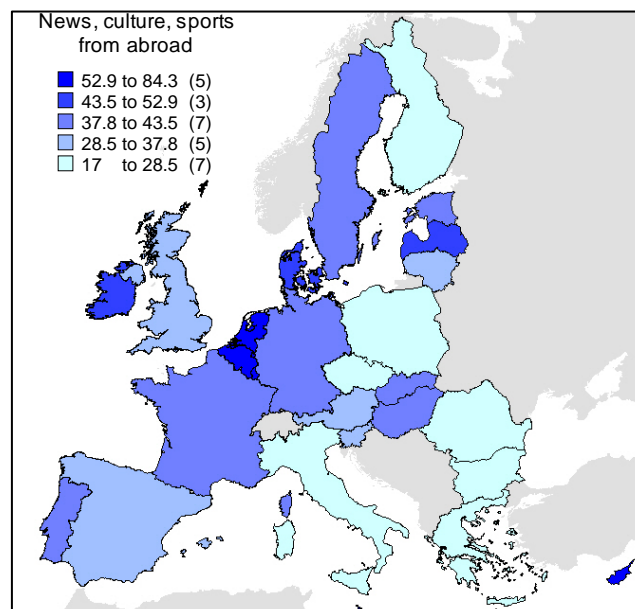 News, culture, sports
from abroad
52.9 to 84.3 (5)
43.5 to 52.9 (3)
37.8 to 43.5 (7)
28.5 to 37.8 (5)
17 to 28.5 (7)